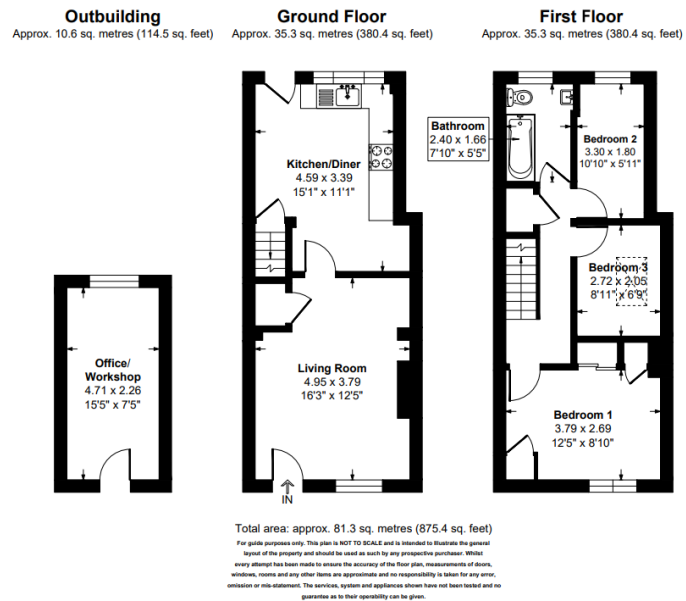 Outbuilding
Approx. 10.6 sq. metres (114.5 sq. feet)
Ground Floor
Approx. 35.3 sq. metres (380.4 sq. feet)
First Floor
Approx. 35.3 sq. metres (380.4 sq. feet)
Kitchen/Diner
4.59 x 3.39
15'1" x 11'1"
Bathroom
2.40 x 1.66
7'10" x 5'5"
Bedroom 2
3.30 x 1.80
10'10" x 5'11"
Bedroom 3
2.72 x 2.05
8'11" x 6'9"
Office/
Workshop
4.71 x 2.26
15'5" x 7'5"
Living Room
4.95 x 3.79
16'3" x 12'5"
Bedroom 1
3.79 x 2.69
12'5" x 8'10"
IN
Total area: approx. 81.3 sq. metres (875.4 sq. feet)
For guide purposes only. This plan is NOT TO SCALE and is intended to illustrate the general
layout of the property and should be used as such by any prospective purchaser. Whilst
every attempt has been made to ensure the accuracy of the floor plan, measurements of doors,
windows, rooms and any other items are approximate and no responsibility is taken for any error,
omission or mis-statement. The services, system and appliances shown have not been tested and no
guarantee as to their operability can be given.